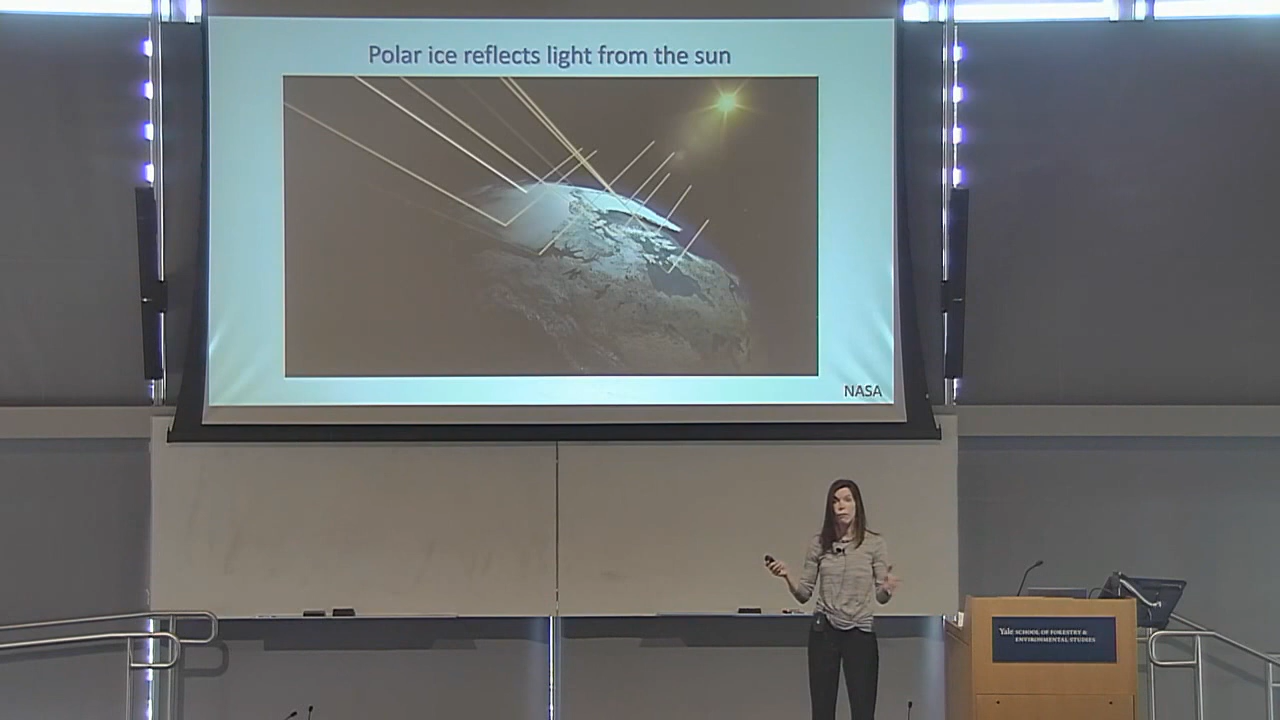 Polar ice reflects light from the sun
NASA
Yale SCHOOL OF FORESTRY &
ENVIRONMENTAL STUDIES